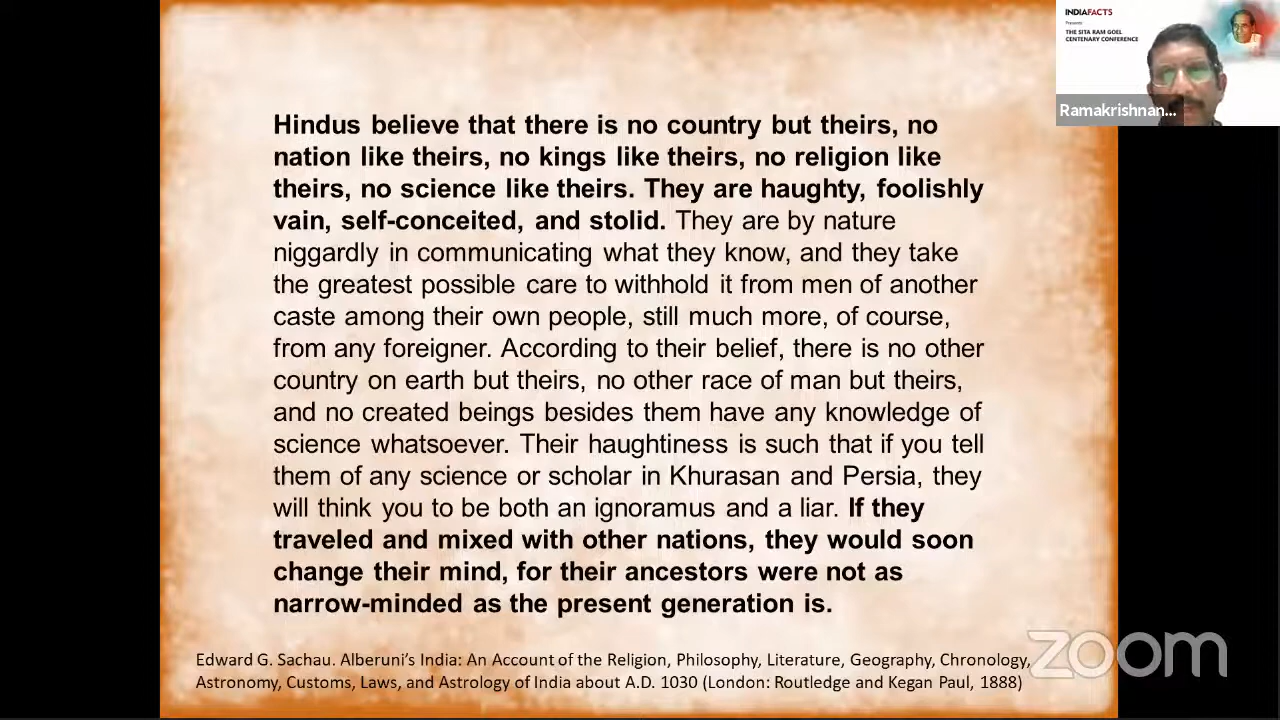 INDIAFACTS
Presents
THE SITA RAM GOEL
CENTENARY CONFERENCE
Ramakrishnan...
Hindus believe that there is no country but theirs, no
nation like theirs, no kings like theirs, no religion like
theirs, no science like theirs. They are haughty, foolishly
vain, self-conceited, and stolid. They are by nature
niggardly in communicating what they know, and they take
the greatest possible care to withhold it from men of another
caste among their own people, still much more, of course,
from any foreigner. According to their belief, there is no other
country on earth but theirs, no other race of man but theirs,
and no created beings besides them have any knowledge of
science whatsoever. Their haughtiness is such that if you tell
them of any science or scholar in Khurasan and Persia, they
will think you to be both an ignoramus and a liar. If they
traveled and mixed with other nations, they would soon
change their mind, for their ancestors were not as
narrow-minded as the present generation is.
Edward G. Sachau. Alberuni’s India: An Account of the Religion, Philosophy, Literature, Geography, Chronology,
Astronomy, Customs, Laws, and Astrology of India about A.D. 1030 (London: Routledge and Kegan Paul, 1888)
zoom